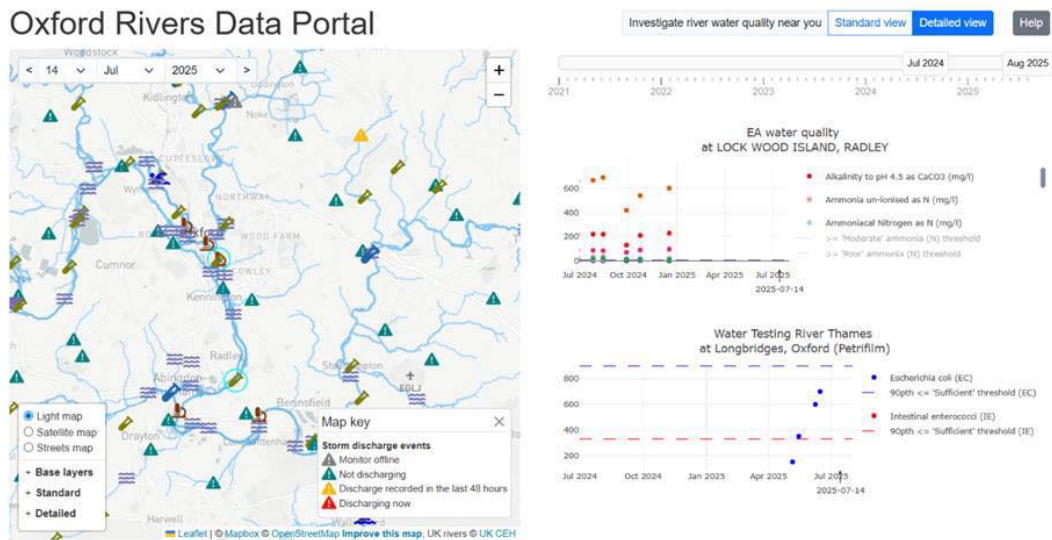 Oxford Rivers Data Portal
Investigate river water quality near you Standard view Detailed view Help
< 14 Jul 2025 >
+
−
Woodstock
Kidlington
Noke
CUTTESLOWE
NORTHWAY
WOOD FARM
Cumnor
COWLEY
Kennington
Radley
Abingdon
EGLJ
Drayton
Harwell
Light map
Satellite map
Streets map
+ Base layers
+ Standard
+ Detailed
Map key
Storm discharge events
Monitor offline
Not discharging
Discharge recorded in the last 48 hours
Discharging now
Leaflet | © Mapbox © OpenStreetMap Improve this map, UK rivers © UK CEH
Jul 2024 Aug 2025
2021 2022 2023 2024 2025
EA water quality
at LOCK WOOD ISLAND, RADLEY
600
400
200
0
Jul 2024 Oct 2024 Jan 2025 Apr 2025 Jul 2025
2025-07-14
Alkalinity to pH 4.5 as CaCO3 (mg/l)
Ammonia un-ionised as N (mg/l)
Ammoniacal Nitrogen as N (mg/l)
>= 'Moderate' ammonia (N) threshold
>= 'Poor' ammonia (N) threshold
Water Testing River Thames
at Longbridges, Oxford (Petrifilm)
800
600
400
200
Jul 2024 Oct 2024 Jan 2025 Apr 2025 Jul 2025
2025-07-14
Escherichia coli (EC)
90pth <= 'Sufficient' threshold (EC)
Intestinal enterococci (IE)
90pth <= 'Sufficient' threshold (IE)